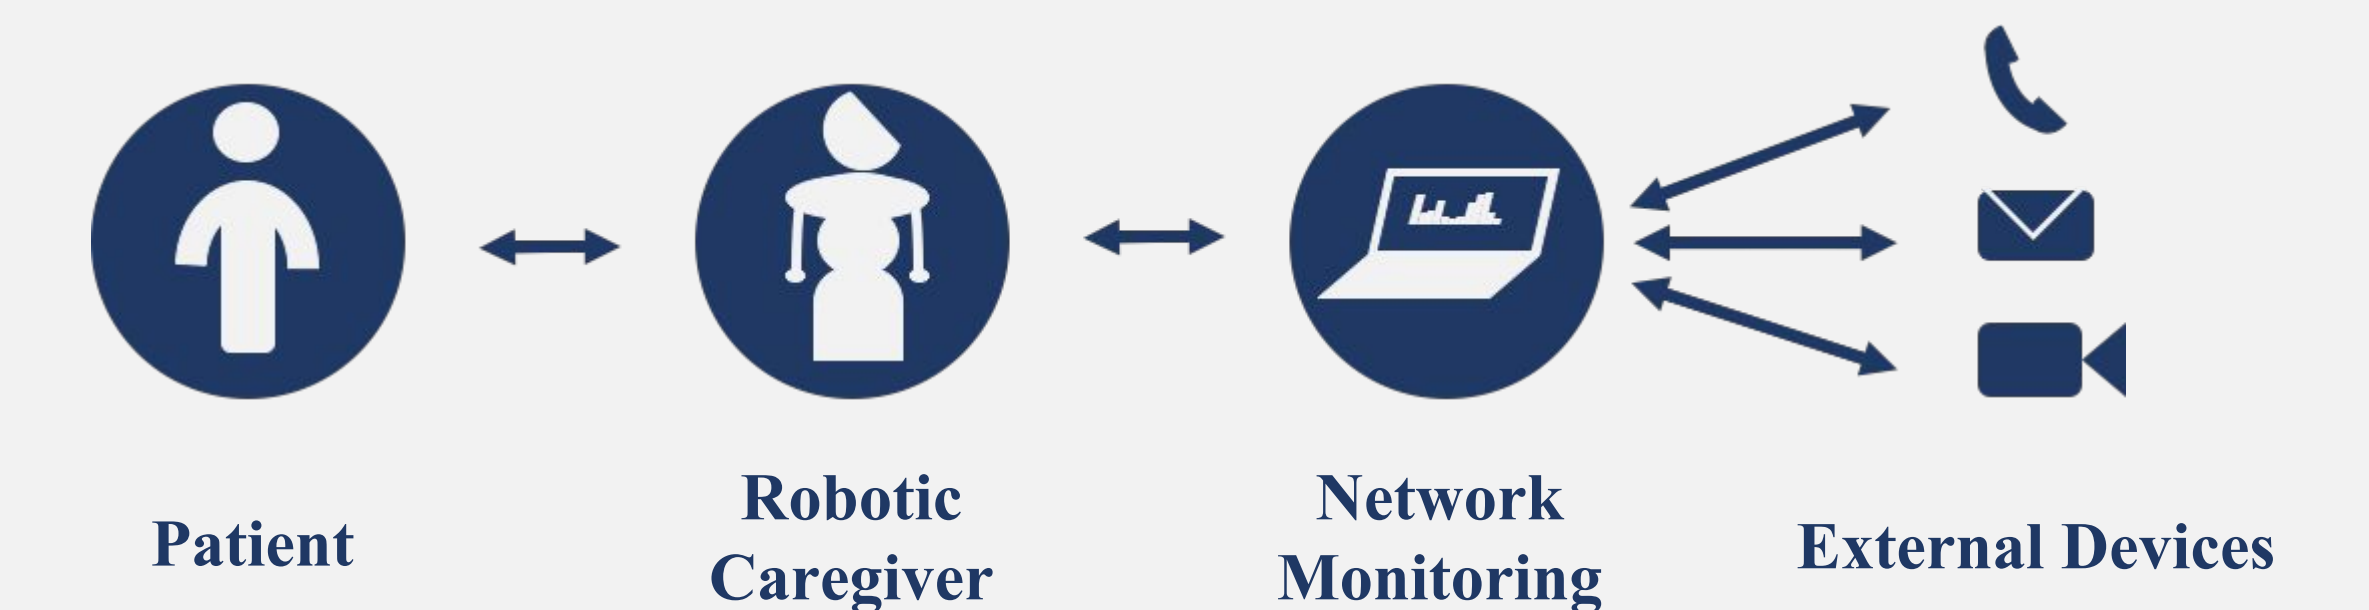 Patient
Robotic
Caregiver
Network
Monitoring
External Devices